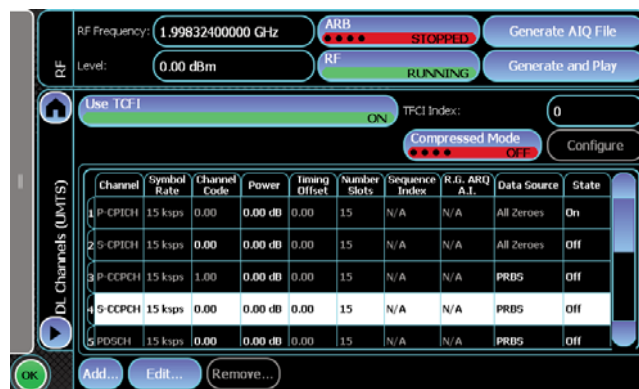 RF
RF Frequency: 1.99832400000 GHz
ARB
STOPPED
Generate AIQ File
Level: 0.00 dBm
RF
RUNNING
Generate and Play
DL Channels (UMTS)
Use TCFI
ON
TFCI Index: 0
Compressed Mode
OFF
Configure
Channel Symbol Rate Channel Code Power Timing Offset Number Slots Sequence Index R.G. ARQ A.I. Data Source State
1 P-CPICH 15 ksps 0.00 0.00 dB 0.00 15 N/A N/A All Zeroes On
2 S-CPICH 15 ksps 0.00 0.00 dB 0.00 15 N/A N/A All Zeroes Off
3 P-CCPCH 15 ksps 1.00 0.00 dB 0.00 15 N/A N/A PRBS Off
4 S-CCPCH 15 ksps 0.00 0.00 dB 0.00 15 N/A N/A PRBS Off
5 PDSCH 15 ksps 0.00 0.00 dB 0.00 15 N/A N/A PRBS Off
OK
Add... Edit... Remove...